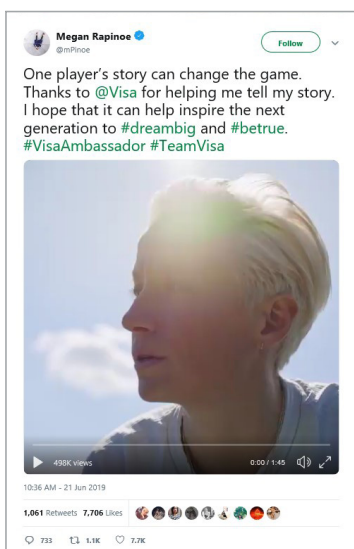 Megan Rapinoe
@mPinoe
Follow
One player's story can change the game.
Thanks to @Visa for helping me tell my story.
I hope that it can help inspire the next
generation to #dreambig and #betrue.
#VisaAmbassador #TeamVisa
498K views
0:00 / 1:45
10:36 AM - 21 Jun 2019
1,061 Retweets 7,706 Likes
733 1.1K 7.7K